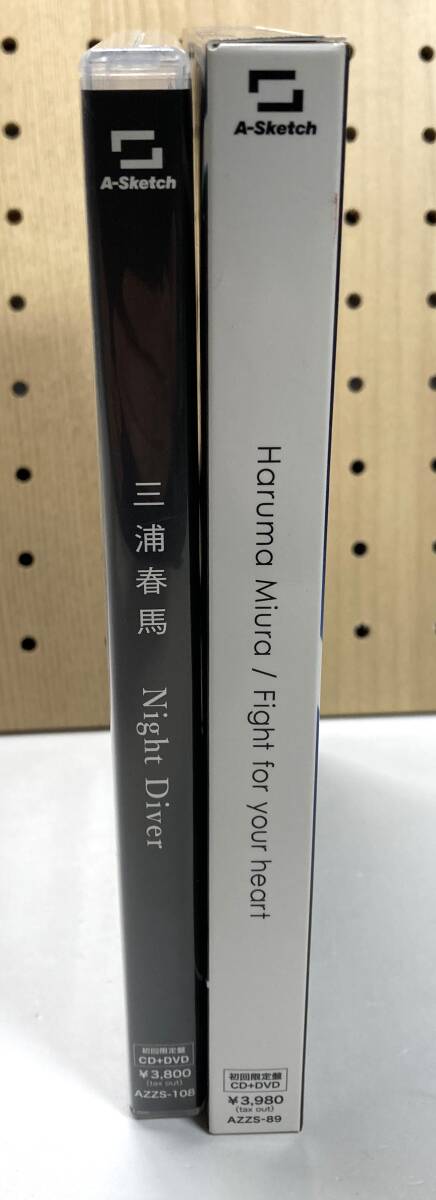 A-Sketch
三浦春馬 Night Diver
初回限定盤
CD+DVD
¥3,800
(tax out)
AZZS-108
A-Sketch
Haruma Miura / Fight for your heart
初回限定盤
CD+DVD
¥3,980
(tax out)
AZZS-89